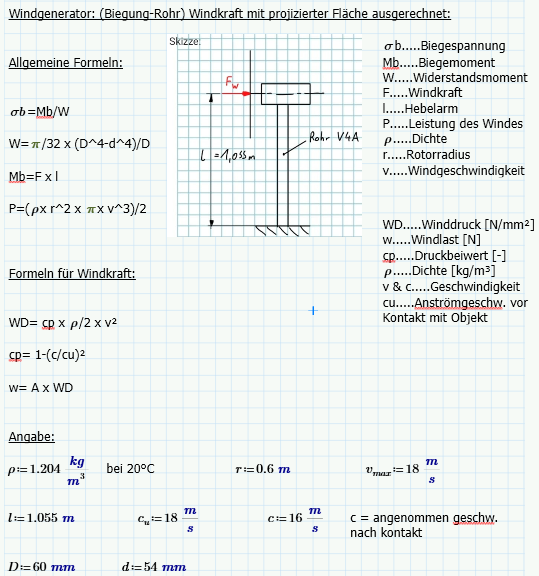 Windgenerator: (Biegung-Rohr) Windkraft mit projizierter Fläche ausgerechnet:
Skizze:
Allgemeine Formeln:
σb=Mb/W
W=π/32 x (D^4-d^4)/D
Mb=F x l
P=(ρx r^2 x πx v^3)/2
Fw
l =1,055m
Rohr V4A
σb.....Biegespannung
Mb.....Biegemoment
W.....Widerstandsmoment
F.....Windkraft
l.....Hebelarm
P.....Leistung des Windes
ρ.....Dichte
r.....Rotorradius
v.....Windgeschwindigkeit
WD.....Winddruck [N/mm²]
w.....Windlast [N]
cp.....Druckbeiwert [-]
ρ.....Dichte [kg/m³]
v & c.....Geschwindigkeit
cu.....Anströmgeschw. vor
Kontakt mit Objekt
Formeln für Windkraft:
WD= cp x ρ/2 x v²
cp= 1-(c/cu)²
w= A x WD
Angabe:
ρ:=1.204 kg/m³ bei 20°C r:=0.6 m vmax:=18 m/s
l:=1.055 m cu:=18 m/s c:=16 m/s c = angenommen geschw.
nach kontakt
D:=60 mm d:=54 mm